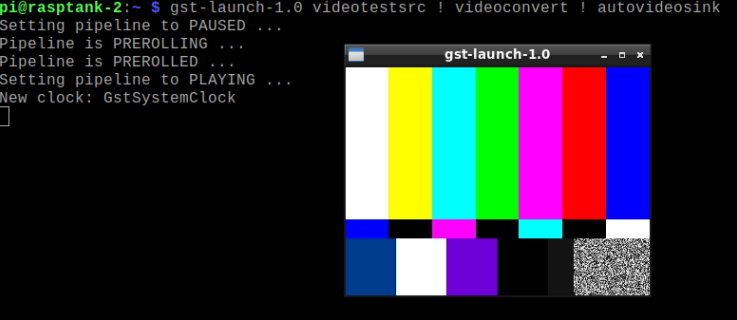 pi@rasptank-2:~ $ gst-launch-1.0 videotestsrc ! videoconvert ! autovideosink
Setting pipeline to PAUSED ...
Pipeline is PREROLLING ...
Pipeline is PREROLLED ...
Setting pipeline to PLAYING ...
New clock: GstSystemClock
gst-launch-1.0